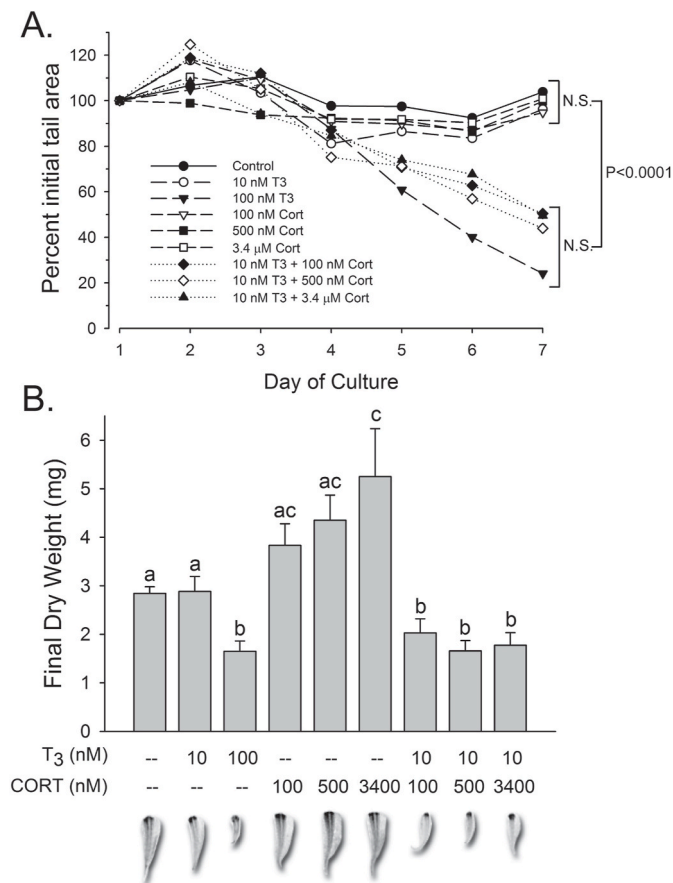 A.
Percent initial tail area
120
100
80
60
40
20
0
Control
10 nM T3
100 nM T3
100 nM Cort
500 nM Cort
3.4 μM Cort
10 nM T3 + 100 nM Cort
10 nM T3 + 500 nM Cort
10 nM T3 + 3.4 μM Cort
N.S.
P<0.0001
N.S.
1 2 3 4 5 6 7
Day of Culture
B.
Final Dry Weight (mg)
6
5
4
3
2
1
0
a a b ac ac c b b b
T3 (nM) -- 10 100 -- -- -- 10 10 10
CORT (nM) -- -- -- 100 500 3400 100 500 3400